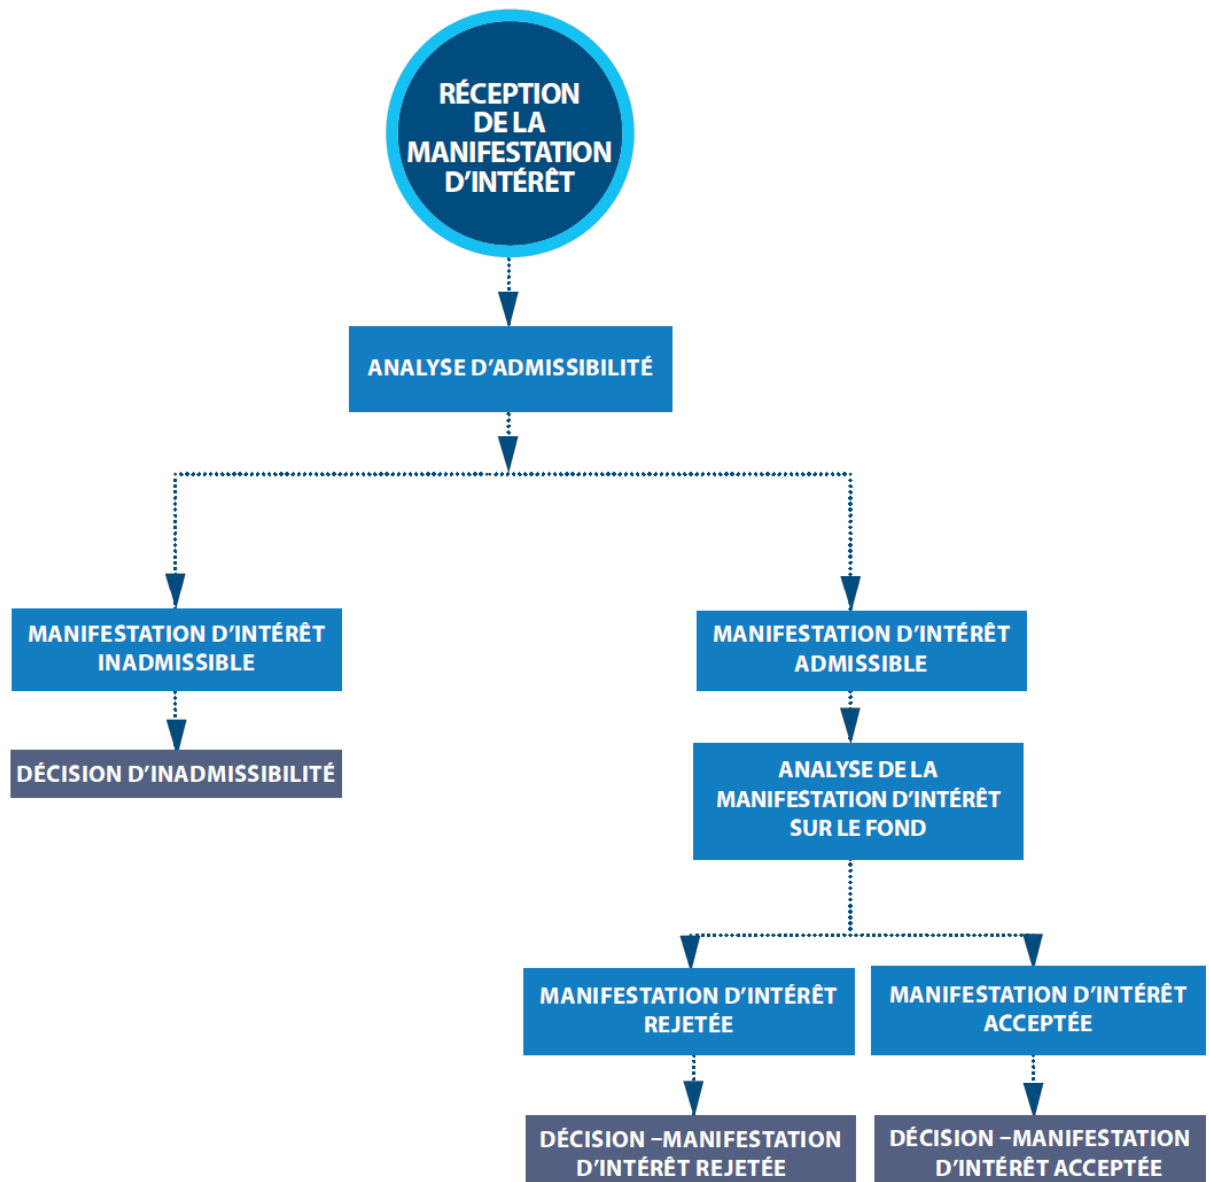 RÉCEPTION
DE LA
MANIFESTATION
D'INTÉRÊT
ANALYSE D'ADMISSIBILITÉ
MANIFESTATION D'INTÉRÊT
INADMISSIBLE
DÉCISION D'INADMISSIBILITÉ
MANIFESTATION D'INTÉRÊT
ADMISSIBLE
ANALYSE DE LA
MANIFESTATION D'INTÉRÊT
SUR LE FOND
MANIFESTATION D'INTÉRÊT
REJETÉE
DÉCISION –MANIFESTATION
D'INTÉRÊT REJETÉE
MANIFESTATION D'INTÉRÊT
ACCEPTÉE
DÉCISION –MANIFESTATION
D'INTÉRÊT ACCEPTÉE